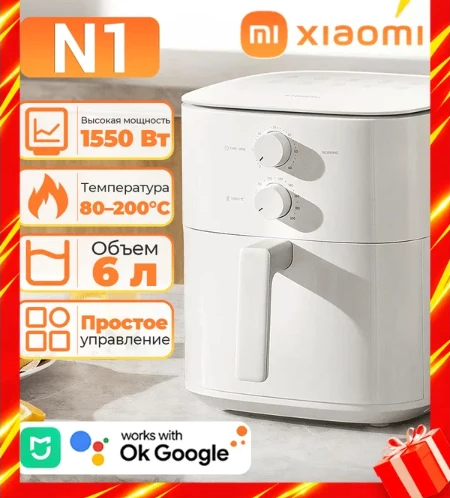 N1
mi xiaomi
Высокая мощность
1550 Вт
Температура
80–200°C
Объем
6 л
Простое
управление
works with
Ok Google